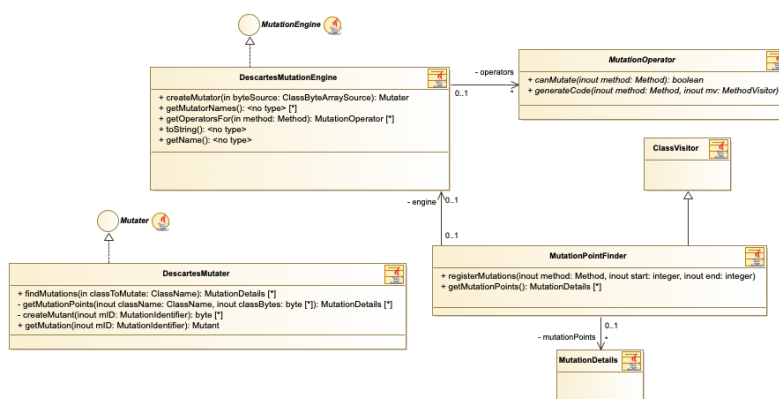 MutationEngine
DescartesMutationEngine
+ createMutator(in byteSource: ClassByteArraySource): Mutater
+ getMutatorNames(): <no type> [*]
+ getOperatorsFor(in method: Method): MutationOperator [*]
+ toString(): <no type>
+ getName(): <no type>
- operators
0..1
*
MutationOperator
+ canMutate(inout method: Method): boolean
+ generateCode(inout method: Method, inout mv: MethodVisitor)
ClassVisitor
- engine
0..1
0..1
Mutater
DescartesMutater
+ findMutations(in classToMutate: ClassName): MutationDetails [*]
- getMutationPoints(inout className: ClassName, inout classBytes: byte [*]): MutationDetails [*]
- createMutant(inout mID: MutationIdentifier): byte [*]
+ getMutation(inout mID: MutationIdentifier): Mutant
MutationPointFinder
+ registerMutations(inout method: Method, inout start: integer, inout end: integer)
+ getMutationPoints(): MutationDetails [*]
0..1
- mutationPoints
*
MutationDetails